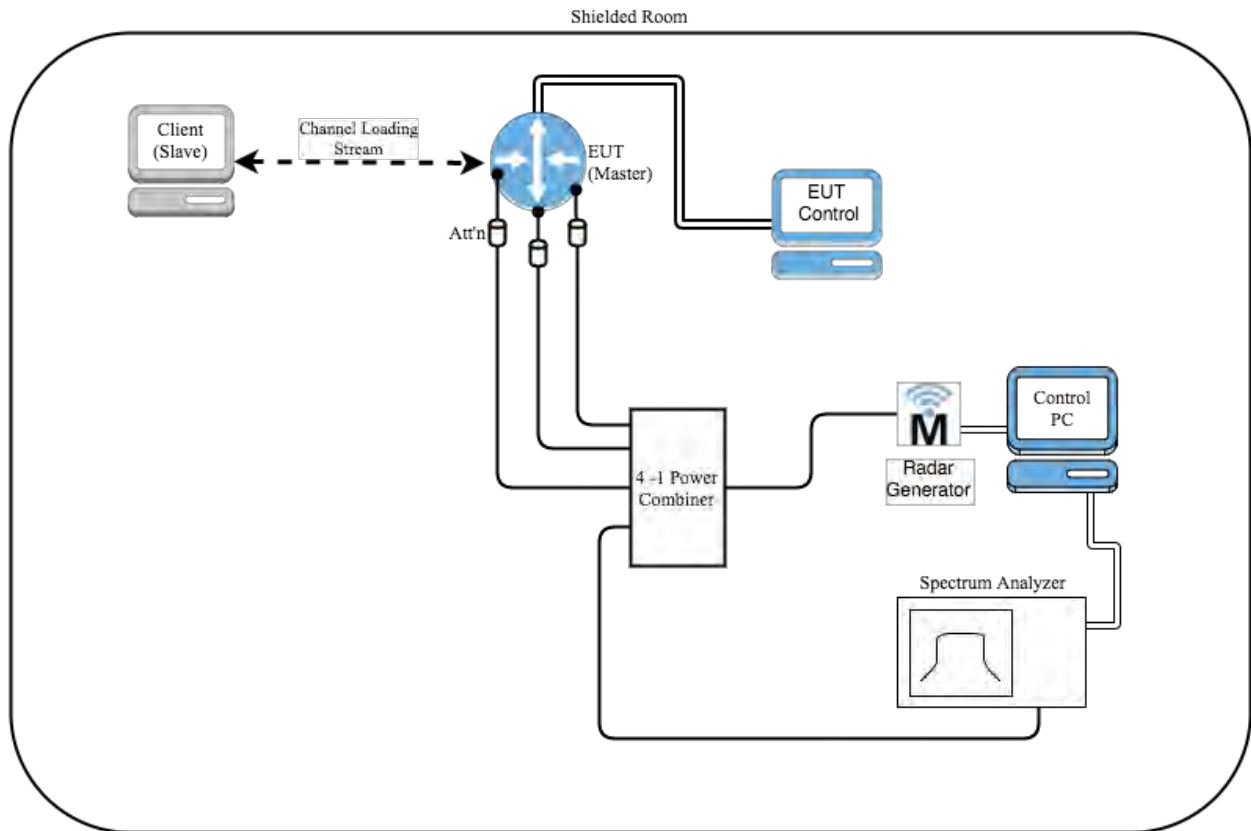 Shielded Room
Client
(Slave)
Channel Loading
Stream
EUT
(Master)
Att'n
EUT
Control
4 -1 Power
Combiner
M
Radar
Generator
Control
PC
Spectrum Analyzer